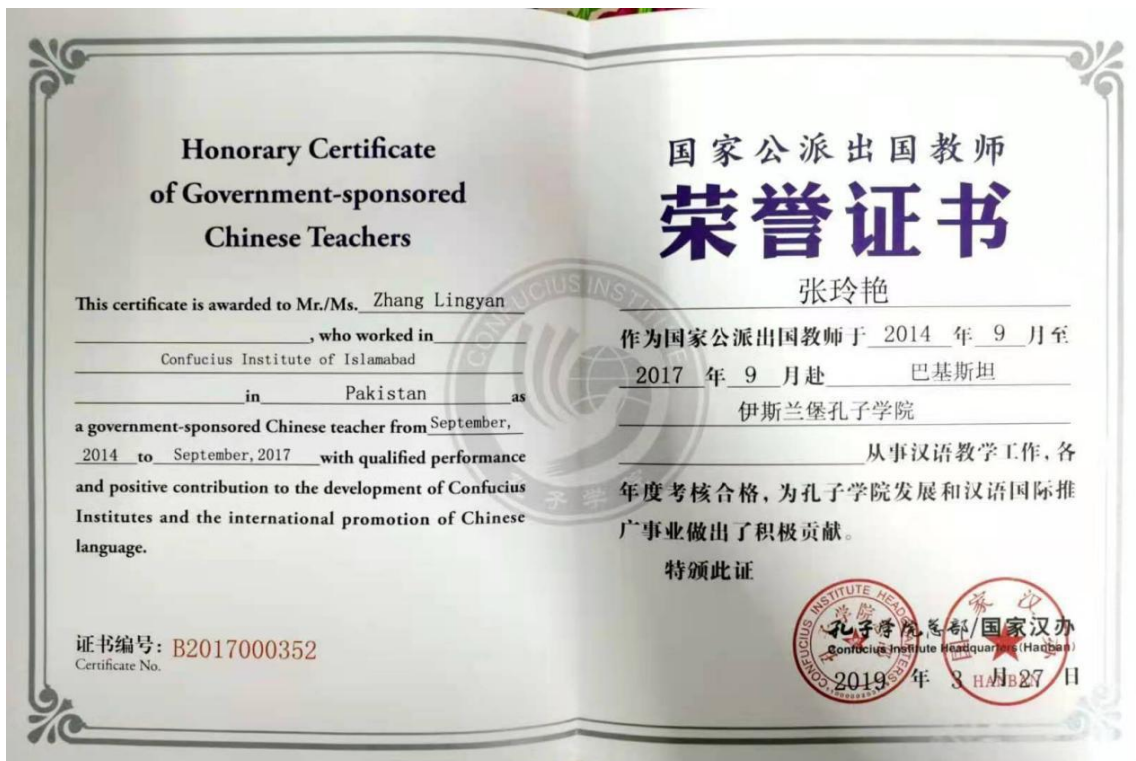 Honorary Certificate
of Government-sponsored
Chinese Teachers
This certificate is awarded to Mr./Ms. Zhang Lingyan
, who worked in
Confucius Institute of Islamabad
in Pakistan as
a government-sponsored Chinese teacher from September,
2014 to September, 2017 with qualified performance
and positive contribution to the development of Confucius
Institutes and the international promotion of Chinese
language.
证书编号: B2017000352
Certificate No.
国家公派出国教师
荣誉证书
张玲艳
作为国家公派出国教师于 2014 年 9 月至
2017 年 9 月赴 巴基斯坦
伊斯兰堡孔子学院
从事汉语教学工作,各
年度考核合格,为孔子学院发展和汉语国际推
广事业做出了积极贡献。
特颁此证
孔子学院总部/国家汉办
Confucius Institute Headquarters (Hanban)
2019 年 3 月 27 日
CONFUCIUS INSTITUTE HEADQUARTERS
国家汉办
HANBAN